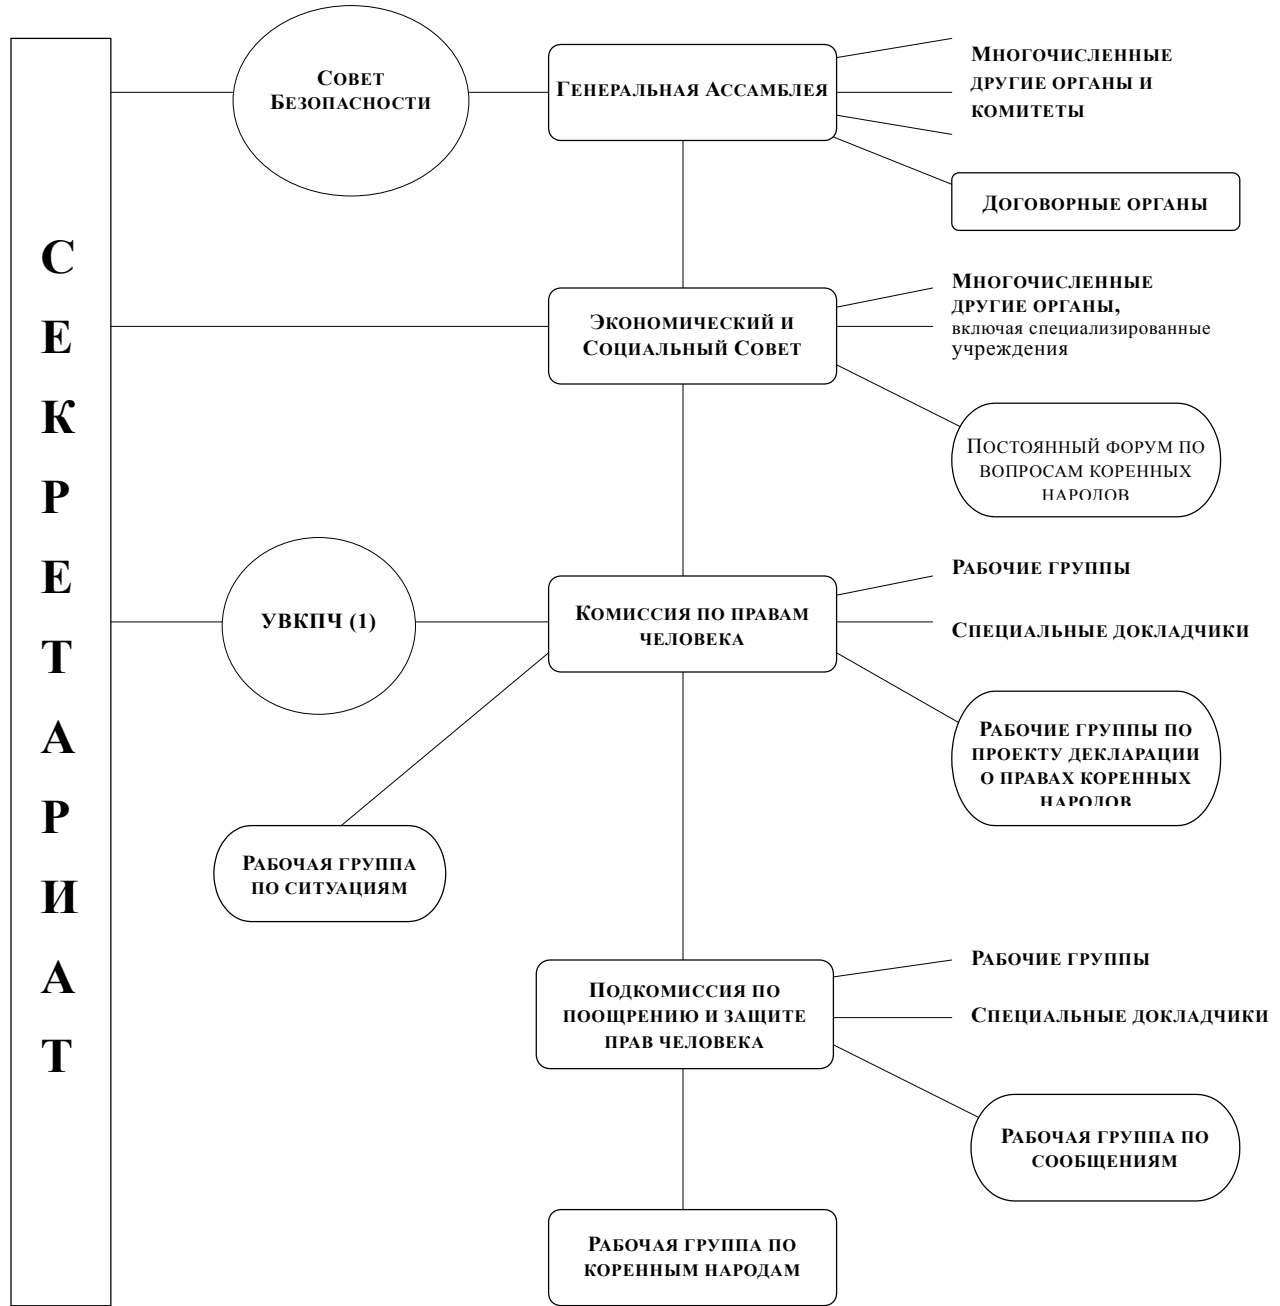 СОВЕТ
БЕЗОПАСНОСТИ
ГЕНЕРАЛЬНАЯ АССАМБЛЕЯ
МНОГОЧИСЛЕННЫЕ
ДРУГИЕ ОРГАНЫ И
КОМИТЕТЫ
ДОГОВОРНЫЕ ОРГАНЫ
С
Е
К
Р
Е
Т
А
Р
И
А
Т
ЭКОНОМИЧЕСКИЙ И
СОЦИАЛЬНЫЙ СОВЕТ
МНОГОЧИСЛЕННЫЕ
ДРУГИЕ ОРГАНЫ,
включая специализированные
учреждения
ПОСТОЯННЫЙ ФОРУМ ПО
ВОПРОСАМ КОРЕННЫХ
НАРОДОВ
УВКПЧ (1)
КОМИССИЯ ПО ПРАВАМ
ЧЕЛОВЕКА
РАБОЧИЕ ГРУППЫ
СПЕЦИАЛЬНЫЕ ДОКЛАДЧИКИ
РАБОЧИЕ ГРУППЫ ПО
ПРОЕКТУ ДЕКЛАРАЦИИ
О ПРАВАХ КОРЕННЫХ
НАРОДОВ
РАБОЧАЯ ГРУППА
ПО СИТУАЦИЯМ
ПОДКОМИССИЯ ПО
ПООЩРЕНИЮ И ЗАЩИТЕ
ПРАВ ЧЕЛОВЕКА
РАБОЧИЕ ГРУППЫ
СПЕЦИАЛЬНЫЕ ДОКЛАДЧИКИ
РАБОЧАЯ ГРУППА ПО
СООБЩЕНИЯМ
РАБОЧАЯ ГРУППА ПО
КОРЕННЫМ НАРОДАМ